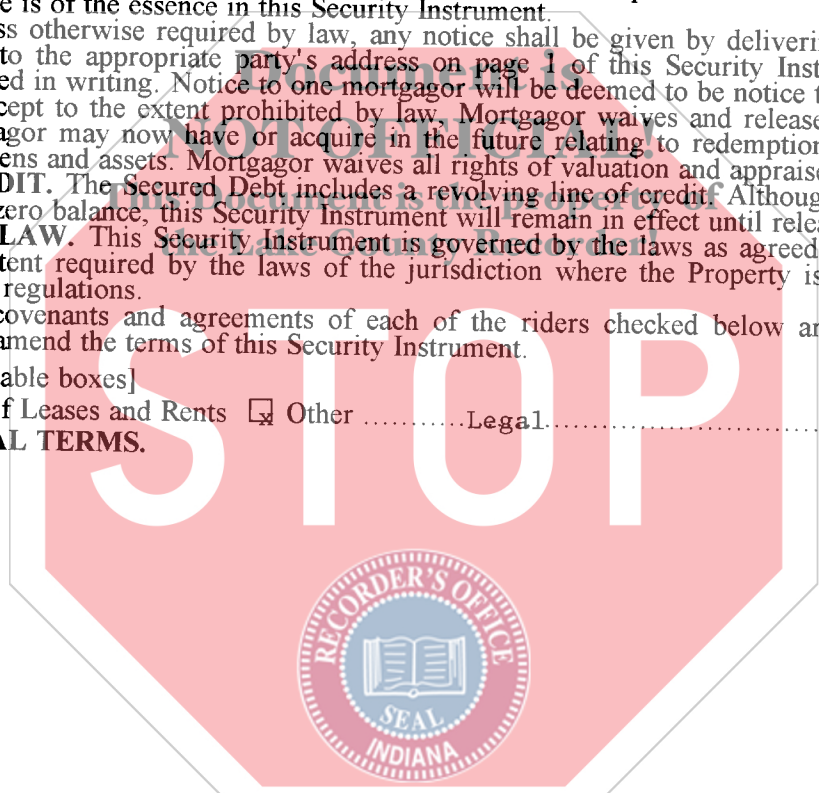 e is of the essence in this Security Instrument.
ss otherwise required by law, any notice shall be given by deliveri
to the appropriate party's address on page 1 of this Security Inst
ed in writing. Notice to one mortgagor will be deemed to be notice t
cept to the extent prohibited by law, Mortgagor waives and release
agor may now have or acquire in the future relating to redemption
ens and assets. Mortgagor waives all rights of valuation and appraise
DIT. The Secured Debt includes a revolving line of credit. Althoug
zero balance, this Security Instrument will remain in effect until rele
LAW. This Security Instrument is governed by the laws as agreed
tent required by the laws of the jurisdiction where the Property is
regulations.
covenants and agreements of each of the riders checked below ar
amend the terms of this Security Instrument.
able boxes]
f Leases and Rents x Other ..........Legal..............................
AL TERMS.
Document is
NOT OFFICIAL!
This Document is the property of
the Lake County Recorder!
STOP
RECORDER'S OFFICE
SEAL
INDIANA